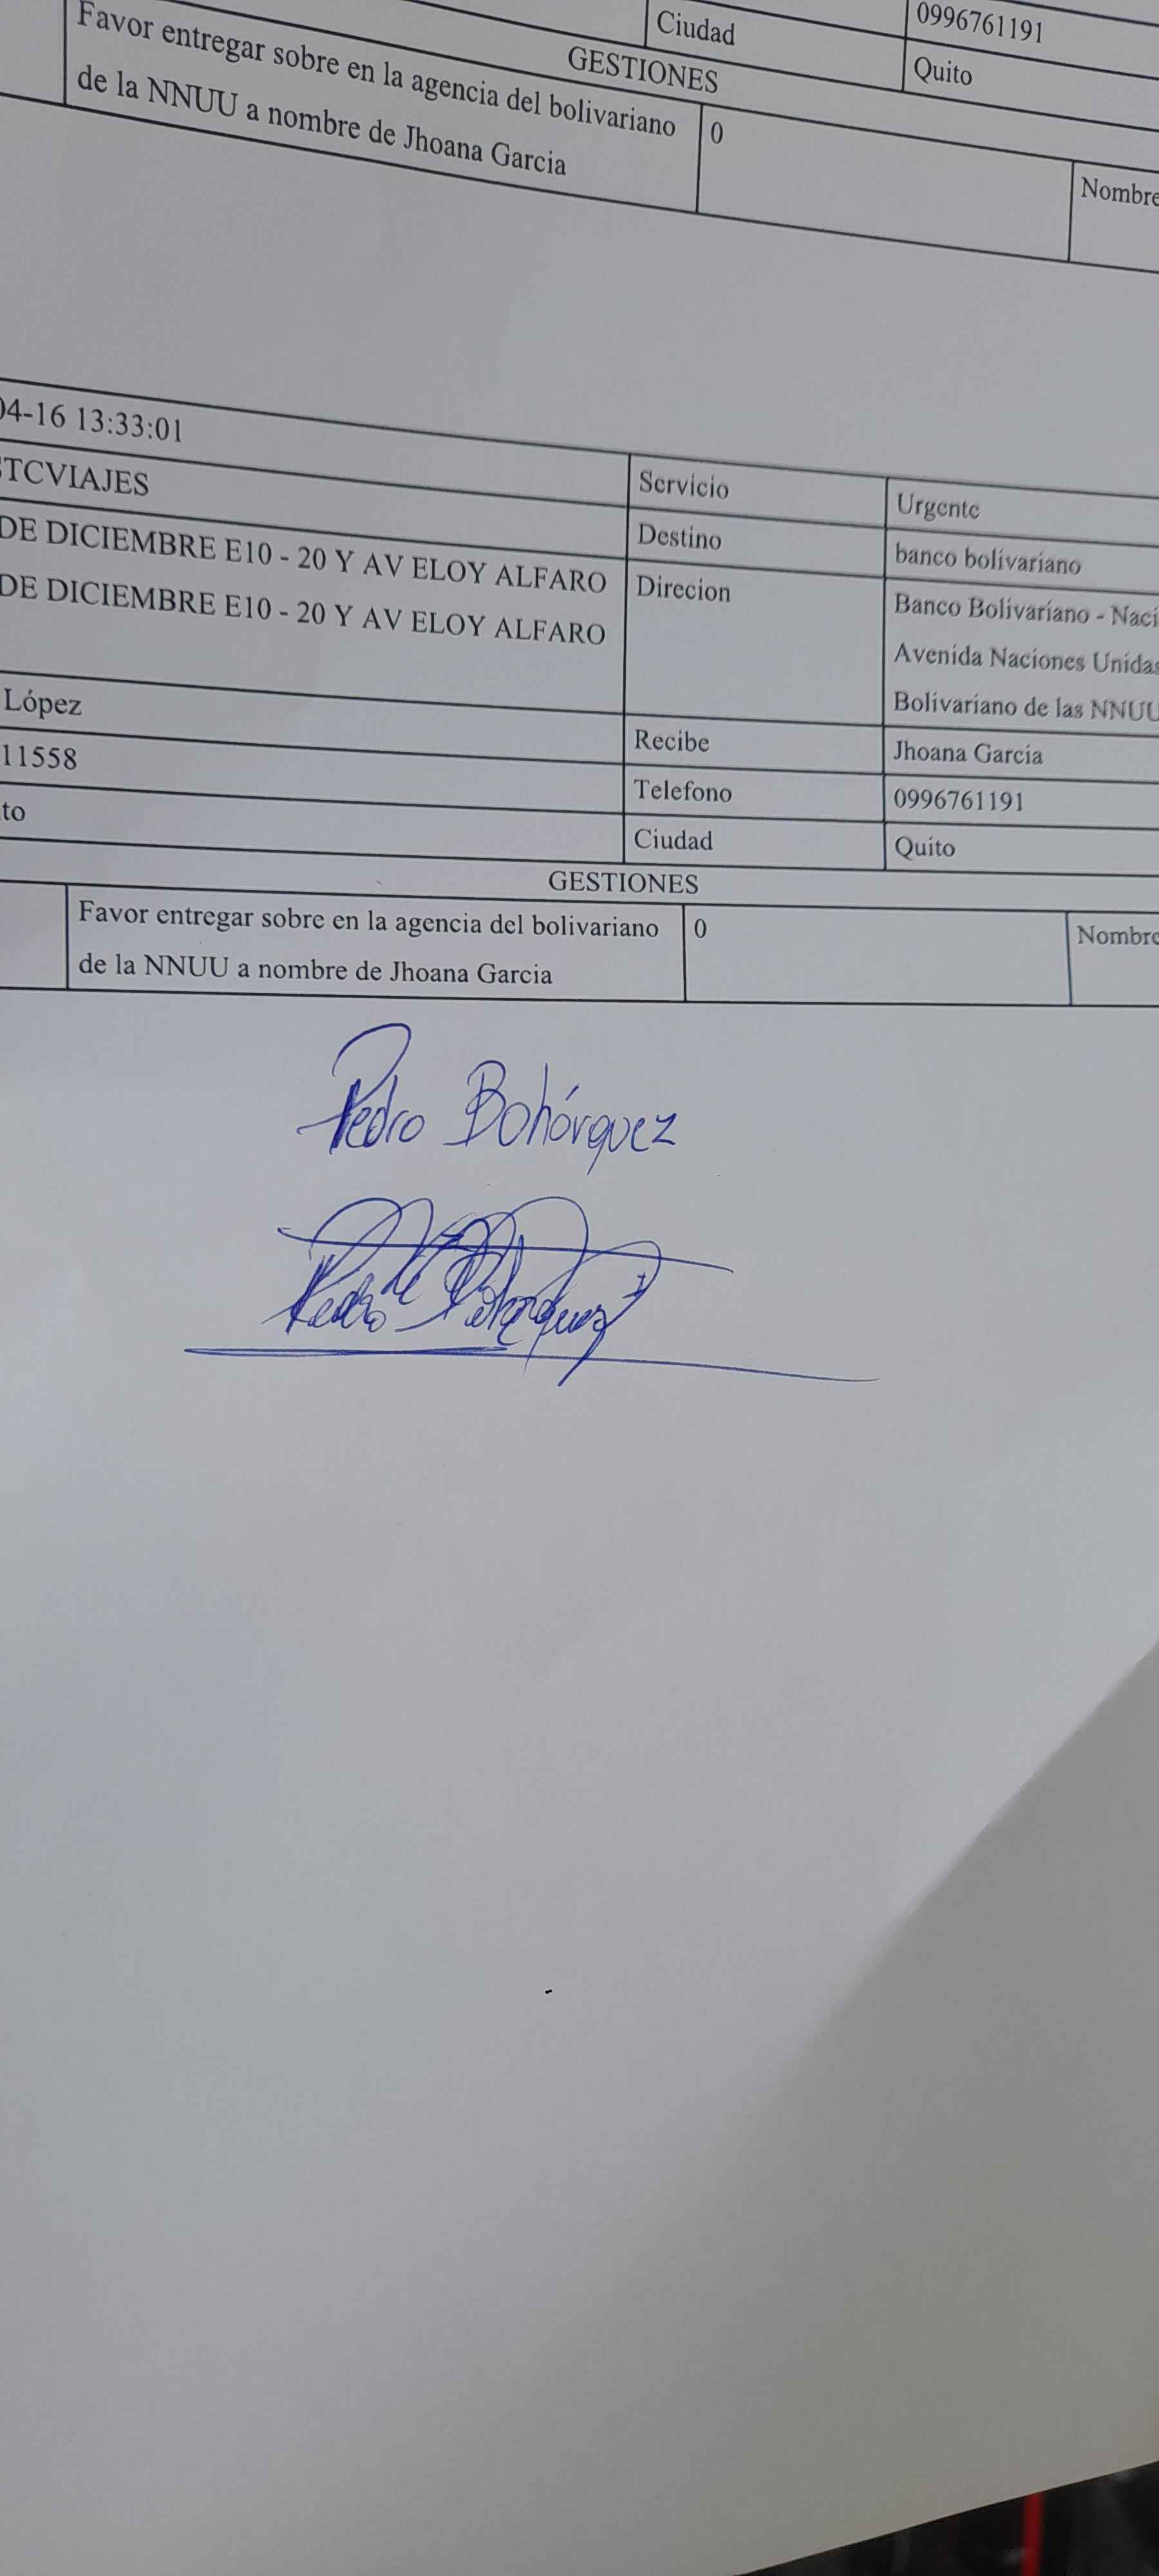 0996761191
Ciudad
Quito
GESTIONES
Favor entregar sobre en la agencia del bolivariano
de la NNUU a nombre de Jhoana Garcia
0
Nombre
04-16 13:33:01
STCVIAJES
Servicio
Urgente
DE DICIEMBRE E10 - 20 Y AV ELOY ALFARO
Destino
banco bolivariano
DE DICIEMBRE E10 - 20 Y AV ELOY ALFARO
Direcion
Banco Bolivariano - Naci
Avenida Naciones Unidas
Bolivariano de las NNUU
López
Recibe
Jhoana Garcia
11558
Telefono
0996761191
to
Ciudad
Quito
GESTIONES
Favor entregar sobre en la agencia del bolivariano
de la NNUU a nombre de Jhoana Garcia
0
Nombre
Pedro Bohórquez